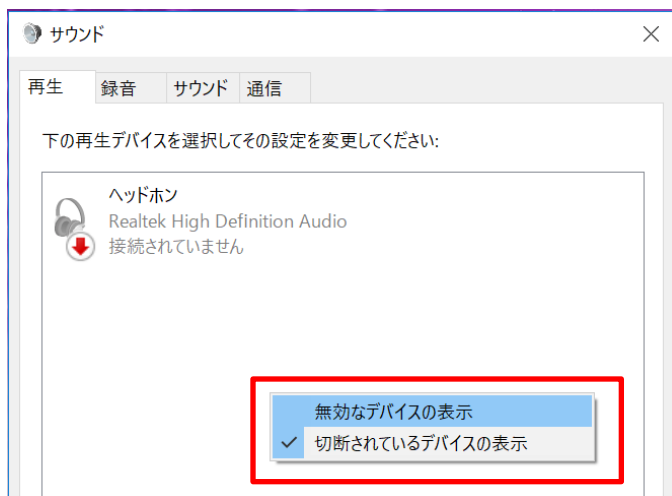 サウンド
再生 録音 サウンド 通信
下の再生デバイスを選択してその設定を変更してください:
ヘッドホン
Realtek High Definition Audio
接続されていません
無効なデバイスの表示
切断されているデバイスの表示